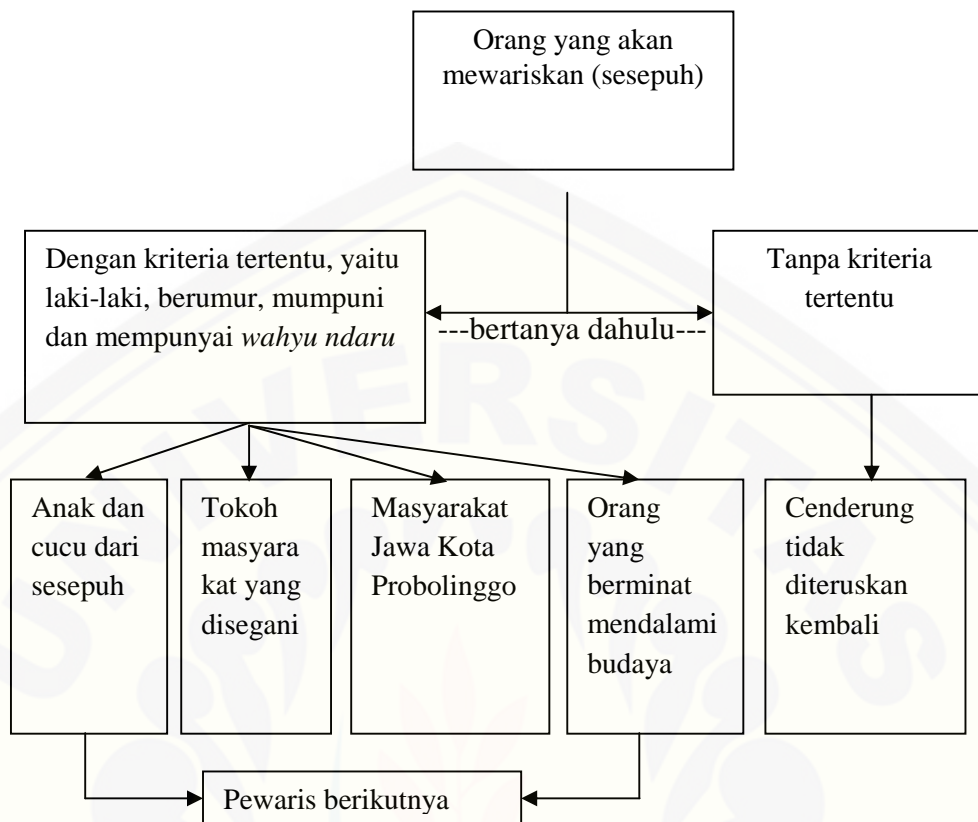 Orang yang akan
mewariskan (sesepuh)
Dengan kriteria tertentu, yaitu
laki-laki, berumur, mumpuni
dan mempunyai wahyu ndaru
---bertanya dahulu---
Tanpa kriteria
tertentu
Anak dan
cucu dari
sesepuh
Tokoh
masyara
kat yang
disegani
Masyarakat
Jawa Kota
Probolinggo
Orang
yang
berminat
mendalami
budaya
Cenderung
tidak
diteruskan
kembali
Pewaris berikutnya
UNIVERSITAS